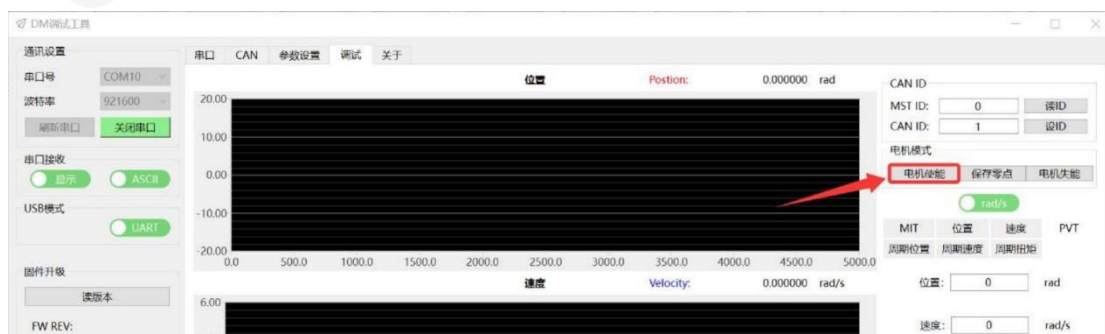 DM调试工具
通讯设置
串口号 COM10
波特率 921600
刷新串口 关闭串口
串口接收
显示 ASCII
USB模式
UART
固件升级
读版本
FW REV:
串口 CAN 参数设置 调试 关于
位置 Postion: 0.000000 rad
20.00
10.00
0.00
-10.00
-20.00
0.0 500.0 1000.0 1500.0 2000.0 2500.0 3000.0 3500.0 4000.0 4500.0 5000.0
速度 Velocity: 0.000000 rad/s
6.00
CAN ID
MST ID: 0 读ID
CAN ID: 1 设ID
电机模式
电机使能 保存零点 电机失能
rad/s
MIT 位置 速度 PVT
周期位置 周期速度 周期扭矩
位置: 0 rad
速度: 0 rad/s